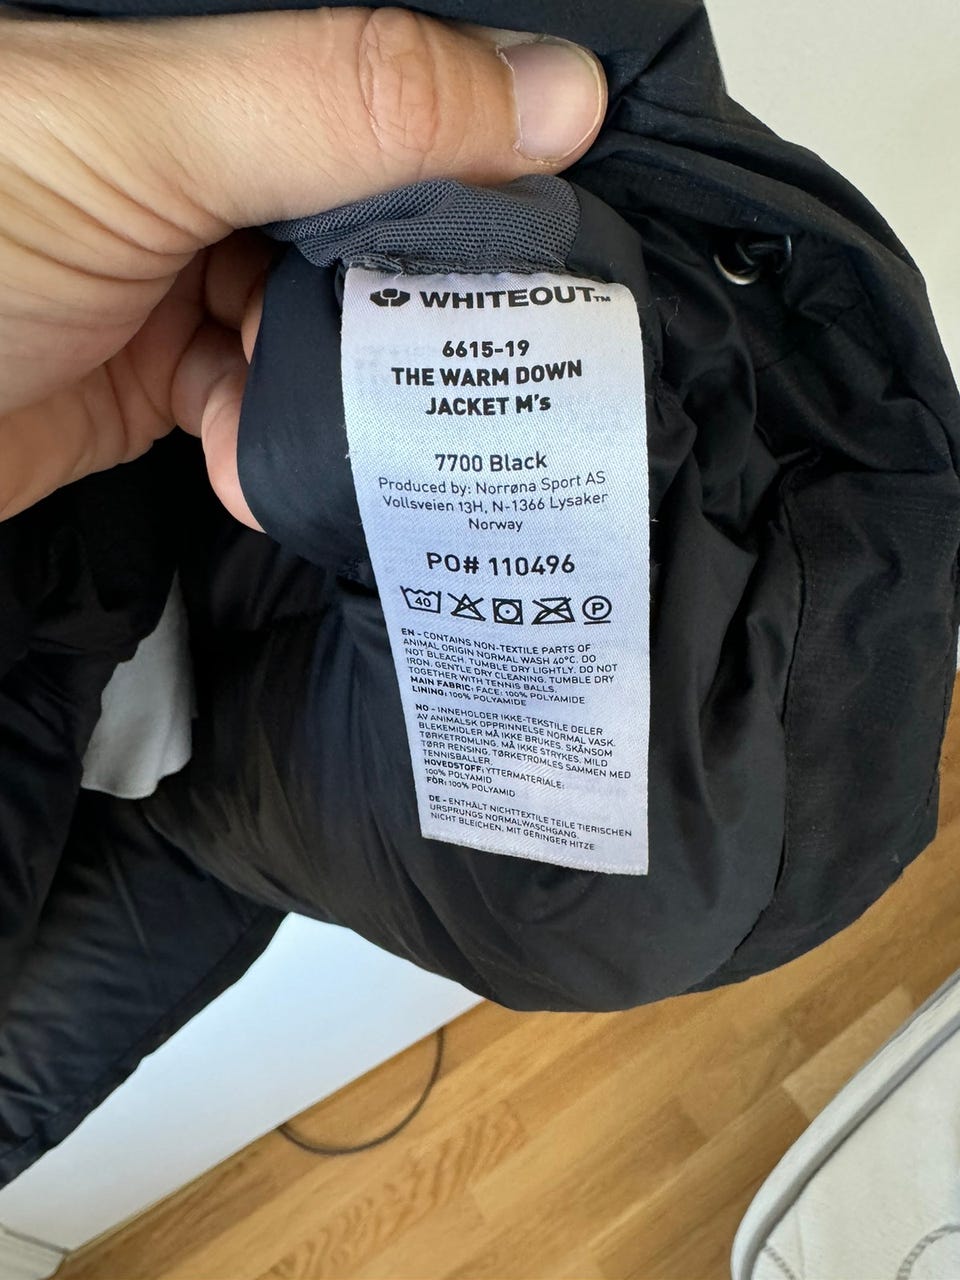 WHITEOUT™
6615-19
THE WARM DOWN
JACKET M's
7700 Black
Produced by: Norrøna Sport AS
Vollsveien 13H, N-1366 Lysaker
Norway
PO# 110496
40
P
EN - CONTAINS NON-TEXTILE PARTS OF
ANIMAL ORIGIN NORMAL WASH 40°C. DO
NOT BLEACH. TUMBLE DRY LIGHTLY. DO NOT
IRON. GENTLE DRY CLEANING. TUMBLE DRY
TOGETHER WITH TENNIS BALLS.
MAIN FABRIC: FACE: 100% POLYAMIDE
LINING: 100% POLYAMIDE
NO - INNEHOLDER IKKE-TEKSTILE DELER
AV ANIMALSK OPPRINNELSE NORMAL VASK.
BLEKEMIDLER MÅ IKKE BRUKES. SKÅNSOM
TØRKETROMLING. MÅ IKKE STRYKES. MILD
TØRR RENSING. TØRKETROMLES SAMMEN MED
TENNISBALLER.
HOVEDSTOFF: YTTERMATERIALE:
100% POLYAMID
FÔR: 100% POLYAMID
DE - ENTHÄLT NICHTTEXTILE TEILE TIERISCHEN
URSPRUNGS NORMALWASCHGANG.
NICHT BLEICHEN. MIT GERINGER HITZE